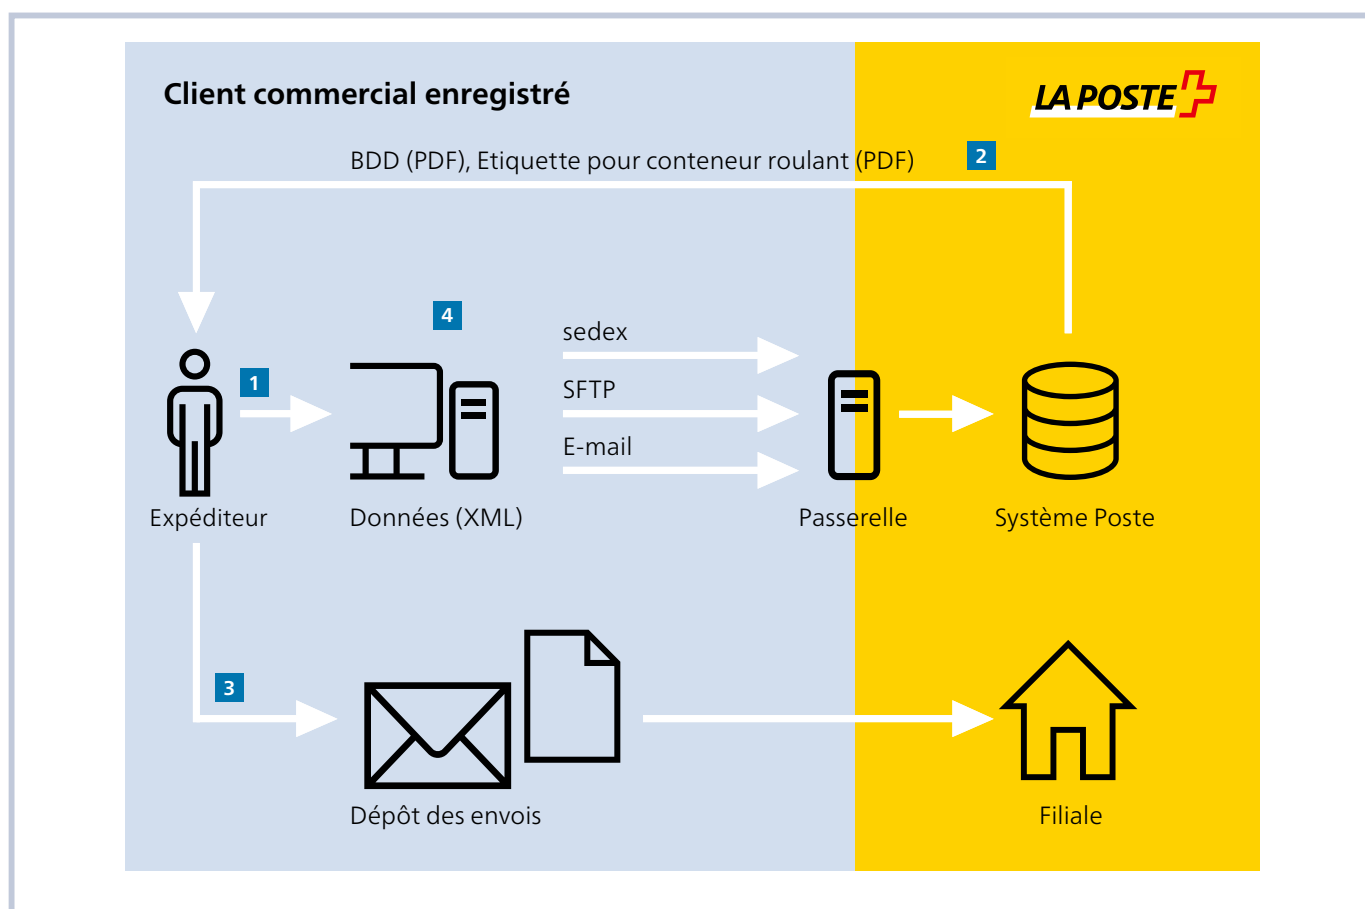 Client commercial enregistré
LA POSTE
BDD (PDF), Etiquette pour conteneur roulant (PDF)
2
4
sedex
1
SFTP
E-mail
Expéditeur
Données (XML)
Passerelle
Système Poste
3
Dépôt des envois
Filiale